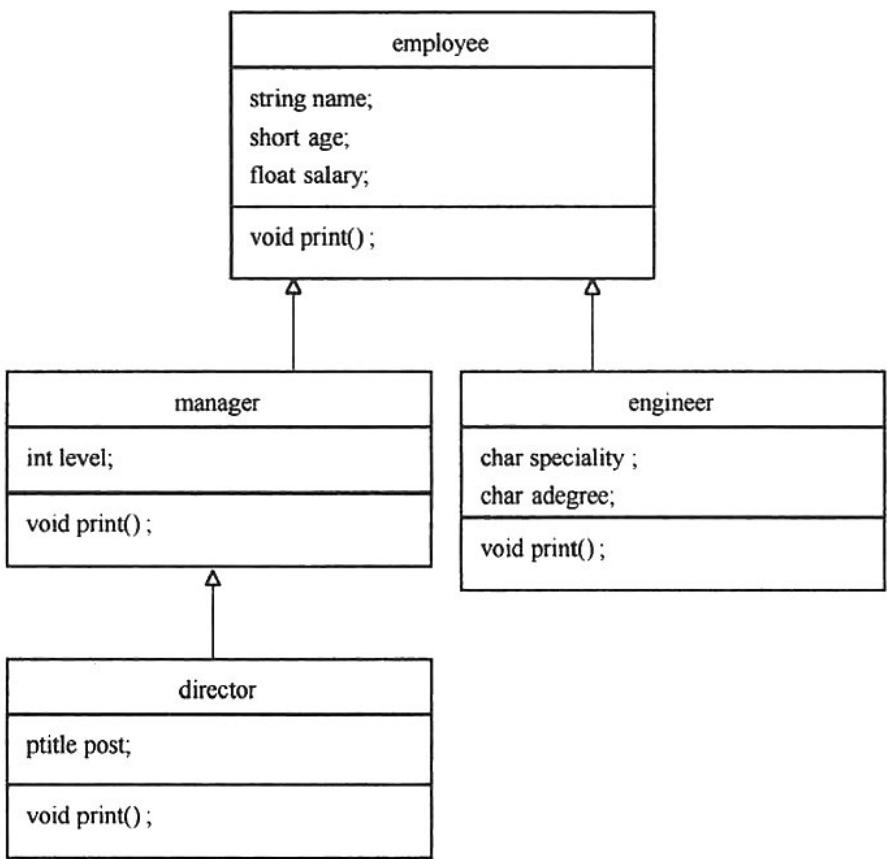 employee
string name;
short age;
float salary;
void print() ;
manager
int level;
void print() ;
engineer
char speciality ;
char adegree;
void print() ;
director
ptitle post;
void print() ;